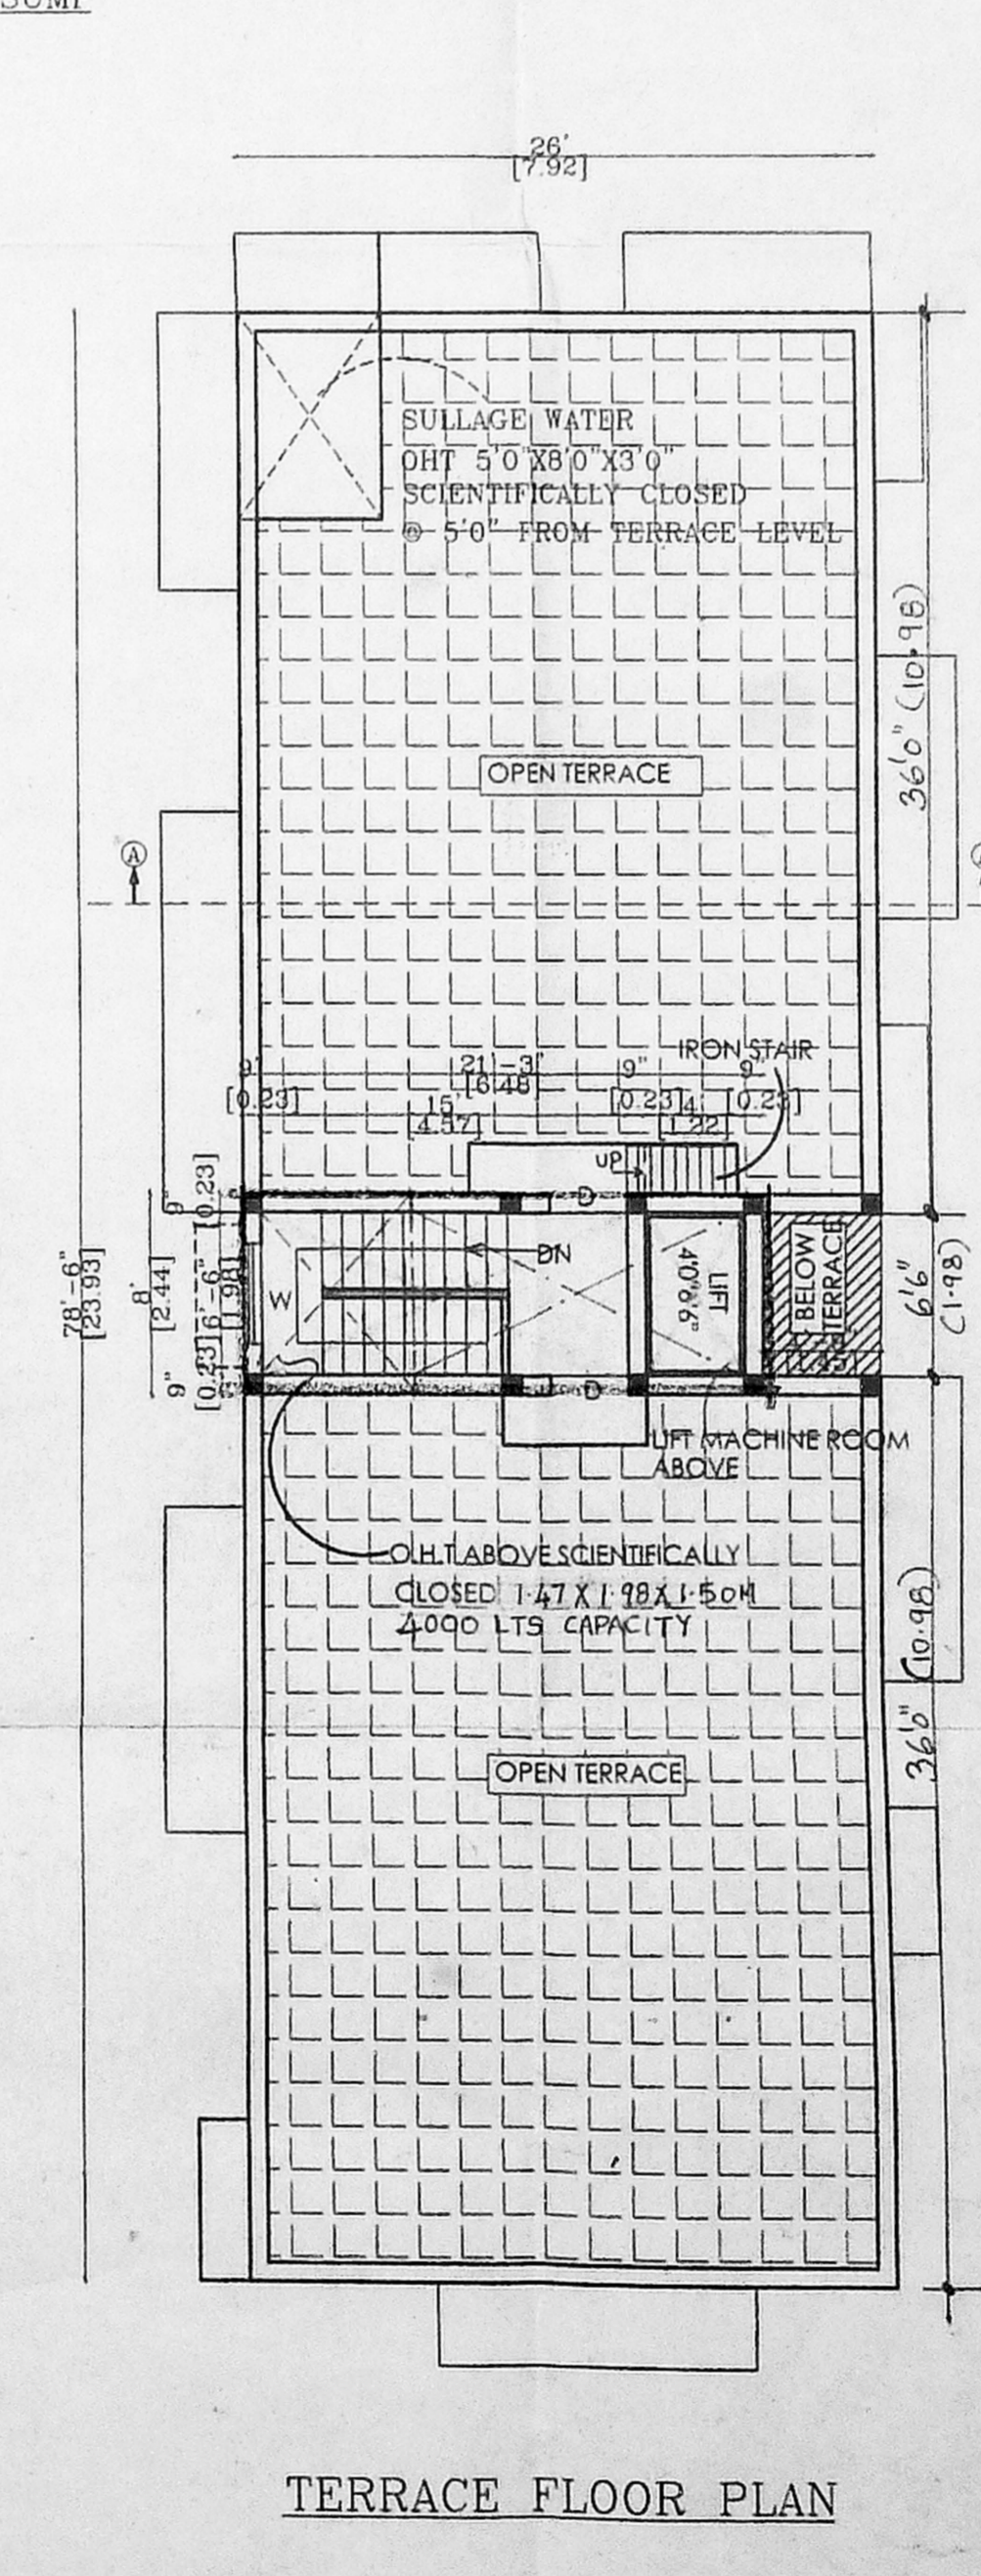 26'
[7.92]
SULLAGE WATER
OHT 5'0"X8'0"X3'0"
SCIENTIFICALLY CLOSED
@ 5'0" FROM TERRACE LEVEL
36'0" (10.98)
OPEN TERRACE
A
IRON STAIR
9"
21'-3"
9"
9"
[0.23]
[6.48]
[0.23]
[0.23]
15'
4'
[4.57]
[1.22]
UP
D
78'-6"
[23.93]
9"
[0.23]
8'
[2.44]
6'-6"
[1.98]
9"
[0.23]
W
DN
LIFT
4'0"6'6"
BELOW
TERRACE
6'6"
(1.98)
D
LIFT MACHINE ROOM
ABOVE
O.H.T. ABOVE SCIENTIFICALLY
CLOSED 1.47 X 1.98 X 1.50M
4000 LTS CAPACITY
36'0" (10.98)
OPEN TERRACE
TERRACE FLOOR PLAN